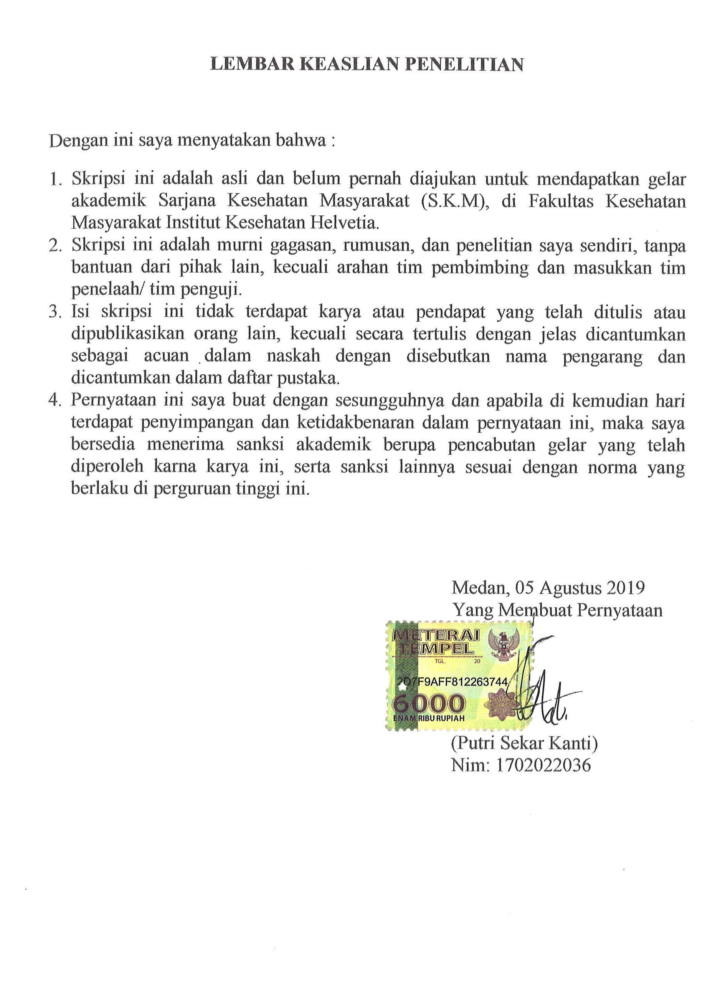 LEMBAR KEASLIAN PENELITIAN
Dengan ini saya menyatakan bahwa :
1. Skripsi ini adalah asli dan belum pernah diajukan untuk mendapatkan gelar
akademik Sarjana Kesehatan Masyarakat (S.K.M), di Fakultas Kesehatan
Masyarakat Institut Kesehatan Helvetia.
2. Skripsi ini adalah murni gagasan, rumusan, dan penelitian saya sendiri, tanpa
bantuan dari pihak lain, kecuali arahan tim pembimbing dan masukkan tim
penelaah/ tim penguji.
3. Isi skripsi ini tidak terdapat karya atau pendapat yang telah ditulis atau
dipublikasikan orang lain, kecuali secara tertulis dengan jelas dicantumkan
sebagai acuan dalam naskah dengan disebutkan nama pengarang dan
dicantumkan dalam daftar pustaka.
4. Pernyataan ini saya buat dengan sesungguhnya dan apabila di kemudian hari
terdapat penyimpangan dan ketidakbenaran dalam pernyataan ini, maka saya
bersedia menerima sanksi akademik berupa pencabutan gelar yang telah
diperoleh karna karya ini, serta sanksi lainnya sesuai dengan norma yang
berlaku di perguruan tinggi ini.
Medan, 05 Agustus 2019
Yang Membuat Pernyataan
METERAI
TEMPEL
TGL. 20
6000
ENAM RIBU RUPIAH
(Putri Sekar Kanti)
Nim: 1702022036